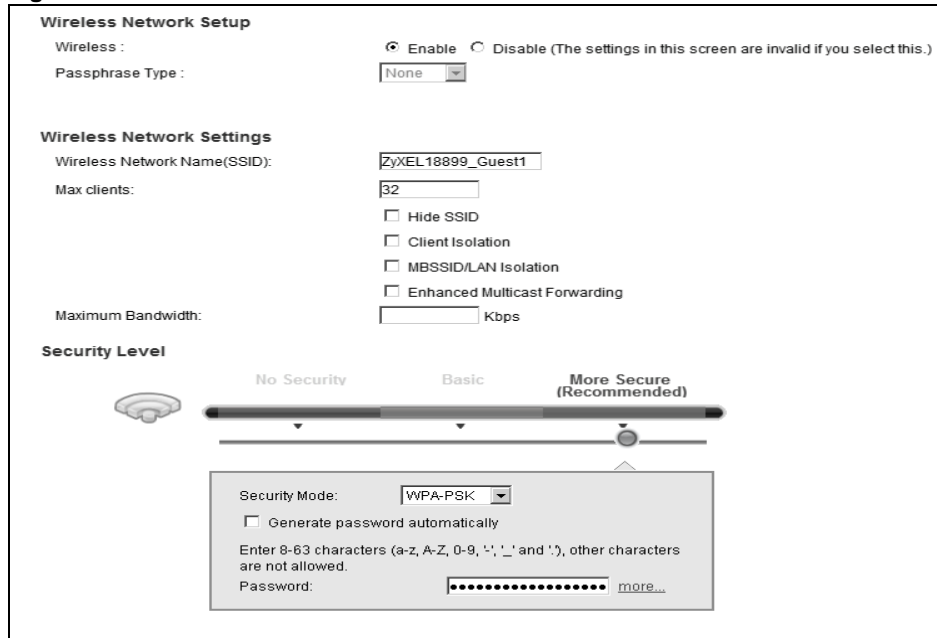 Wireless Network Setup
Wireless : Enable Disable (The settings in this screen are invalid if you select this.)
Passphrase Type : None
Wireless Network Settings
Wireless Network Name(SSID): ZyXEL18899_Guest1
Max clients: 32
Hide SSID
Client Isolation
MBSSID/LAN Isolation
Enhanced Multicast Forwarding
Maximum Bandwidth: Kbps
Security Level
No Security Basic More Secure
(Recommended)
Security Mode: WPA-PSK
Generate password automatically
Enter 8-63 characters (a-z, A-Z, 0-9, '-', '_' and '.'), other characters
are not allowed.
Password: •••••••••••••••••• more...